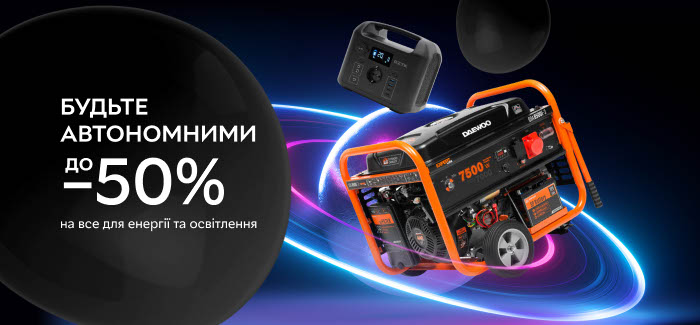 БУДЬТЕ
АВТОНОМНИМИ
до
–50%
на все для енергії та освітлення
DAEWOO
7500